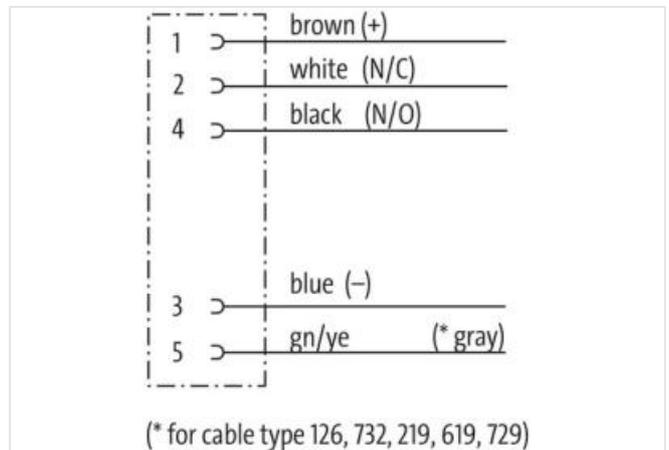 1 brown (+)
2 white (N/C)
4 black (N/O)
3 blue (–)
5 gn/ye (* gray)
(* for cable type 126, 732, 219, 619, 729)